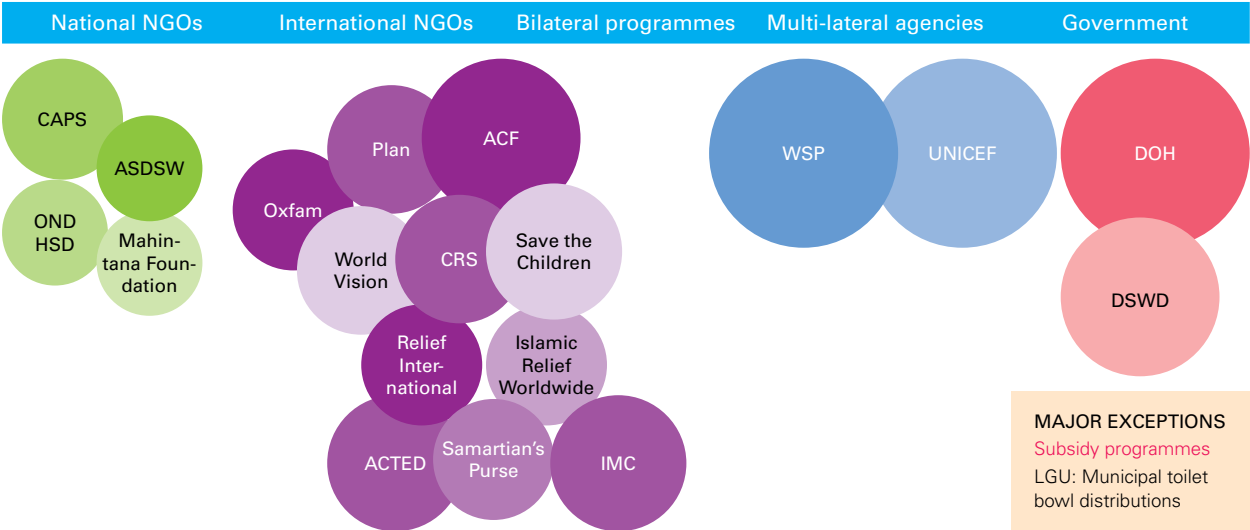 National NGOs
International NGOs
Bilateral programmes
Multi-lateral agencies
Government
CAPS
ASDSW
OND
HSD
Mahin-
tana Foun-
dation
Plan
ACF
Oxfam
World
Vision
CRS
Save the
Children
Relief
Inter-
national
Islamic
Relief
Worldwide
ACTED
Samartian's
Purse
IMC
WSP
UNICEF
DOH
DSWD
MAJOR EXCEPTIONS
Subsidy programmes
LGU: Municipal toilet
bowl distributions